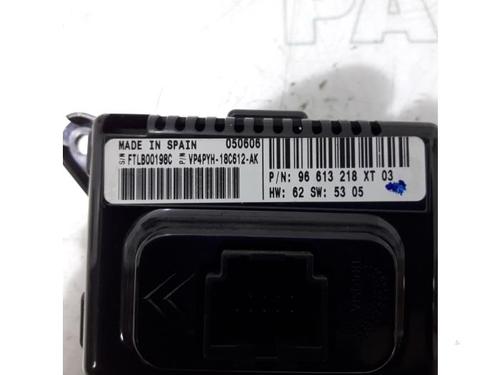 MADE IN SPAIN 050606
S/N FTLB00198C P/N VP4PYH-18C612-AK
P/N: 96 613 218 XT 03
HW: 62 SW: 53 05